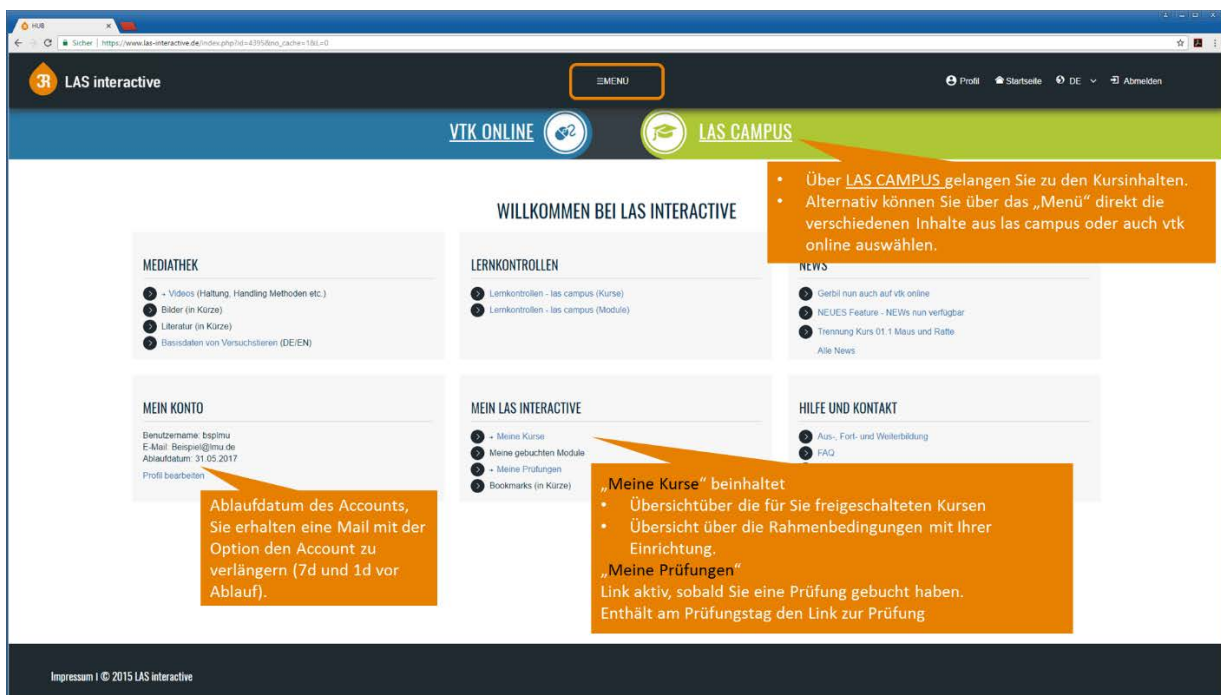 HUB
Sicher | https://www.las-interactive.de/index.php?id=4395&no_cache=1&L=0
LAS interactive
≡MENÜ
Profil Startseite DE Abmelden
VTK ONLINE
LAS CAMPUS
• Über LAS CAMPUS gelangen Sie zu den Kursinhalten.
• Alternativ können Sie über das „Menü“ direkt die
verschiedenen Inhalte aus las campus oder auch vtk
online auswählen.
WILLKOMMEN BEI LAS INTERACTIVE
MEDIATHEK
+ Videos (Haltung, Handling Methoden etc.)
Bilder (in Kürze)
Literatur (in Kürze)
Basisdaten von Versuchstieren (DE/EN)
LERNKONTROLLEN
Lernkontrollen - las campus (Kurse)
Lernkontrollen - las campus (Module)
NEWS
Gerbil nun auch auf vtk online
NEUES Feature - NEWs nun verfügbar
Trennung Kurs 01.1 Maus und Ratte
Alle News
MEIN KONTO
Benutzername: bsplmu
E-Mail: Beispiel@lmu.de
Ablaufdatum: 31.05.2017
Profil bearbeiten
Ablaufdatum des Accounts,
Sie erhalten eine Mail mit der
Option den Account zu
verlängern (7d und 1d vor
Ablauf).
MEIN LAS INTERACTIVE
+ Meine Kurse
Meine gebuchten Module
+ Meine Prüfungen
Bookmarks (in Kürze)
HILFE UND KONTAKT
Aus-, Fort- und Weiterbildung
FAQ
„Meine Kurse“ beinhaltet
• Übersichtüber die für Sie freigeschalteten Kursen
• Übersicht über die Rahmenbedingungen mit Ihrer
Einrichtung.
„Meine Prüfungen“
Link aktiv, sobald Sie eine Prüfung gebucht haben.
Enthält am Prüfungstag den Link zur Prüfung
Impressum I © 2015 LAS interactive